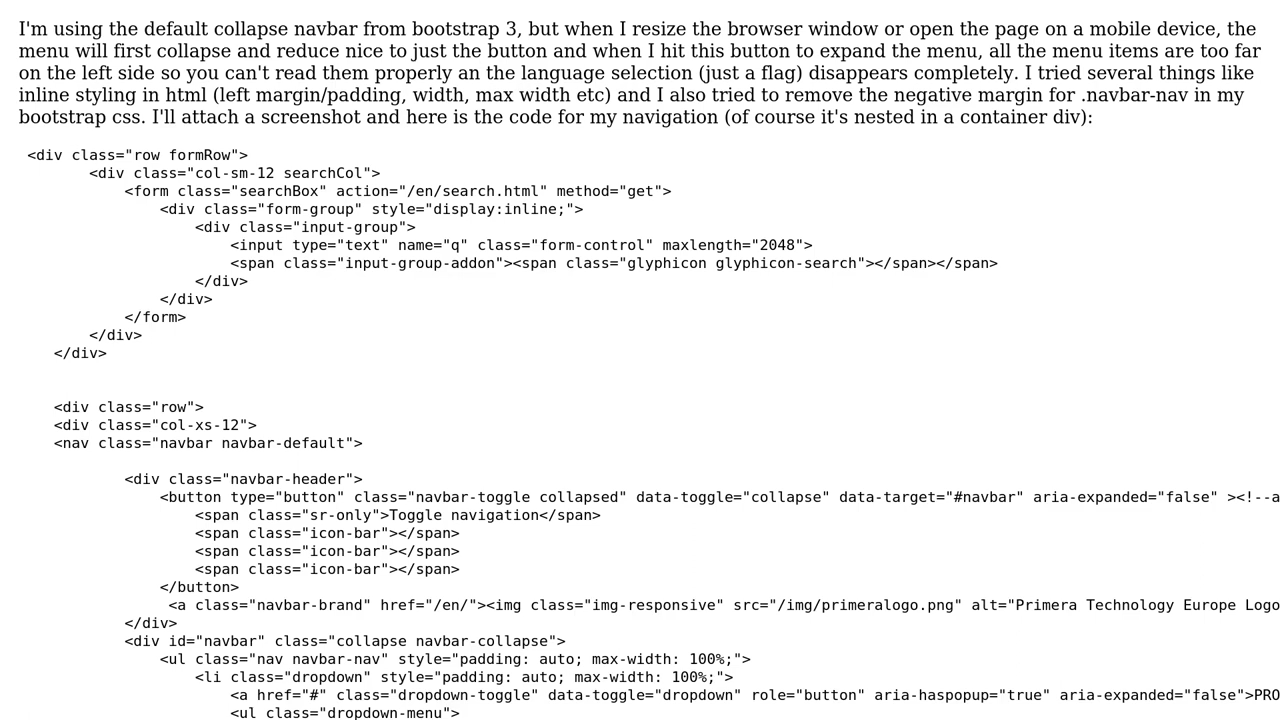 I'm using the default collapse navbar from bootstrap 3, but when I resize the browser window or open the page on a mobile device, the
menu will first collapse and reduce nice to just the button and when I hit this button to expand the menu, all the menu items are too far
on the left side so you can't read them properly an the language selection (just a flag) disappears completely. I tried several things like
inline styling in html (left margin/padding, width, max width etc) and I also tried to remove the negative margin for .navbar-nav in my
bootstrap css. I'll attach a screenshot and here is the code for my navigation (of course it's nested in a container div):
<div class="row formRow">
<div class="col-sm-12 searchCol">
<form class="searchBox" action="/en/search.html" method="get">
<div class="form-group" style="display:inline;">
<div class="input-group">
<input type="text" name="q" class="form-control" maxlength="2048">
<span class="input-group-addon"><span class="glyphicon glyphicon-search"></span></span>
</div>
</div>
</form>
</div>
</div>
<div class="row">
<div class="col-xs-12">
<nav class="navbar navbar-default">
<div class="navbar-header">
<button type="button" class="navbar-toggle collapsed" data-toggle="collapse" data-target="#navbar" aria-expanded="false" ><!--a
<span class="sr-only">Toggle navigation</span>
<span class="icon-bar"></span>
<span class="icon-bar"></span>
<span class="icon-bar"></span>
</button>
<a class="navbar-brand" href="/en/"><img class="img-responsive" src="/img/primeralogo.png" alt="Primera Technology Europe Logo
</div>
<div id="navbar" class="collapse navbar-collapse">
<ul class="nav navbar-nav" style="padding: auto; max-width: 100%;">
<li class="dropdown" style="padding: auto; max-width: 100%;">
<a href="#" class="dropdown-toggle" data-toggle="dropdown" role="button" aria-haspopup="true" aria-expanded="false">PRO
<ul class="dropdown-menu">